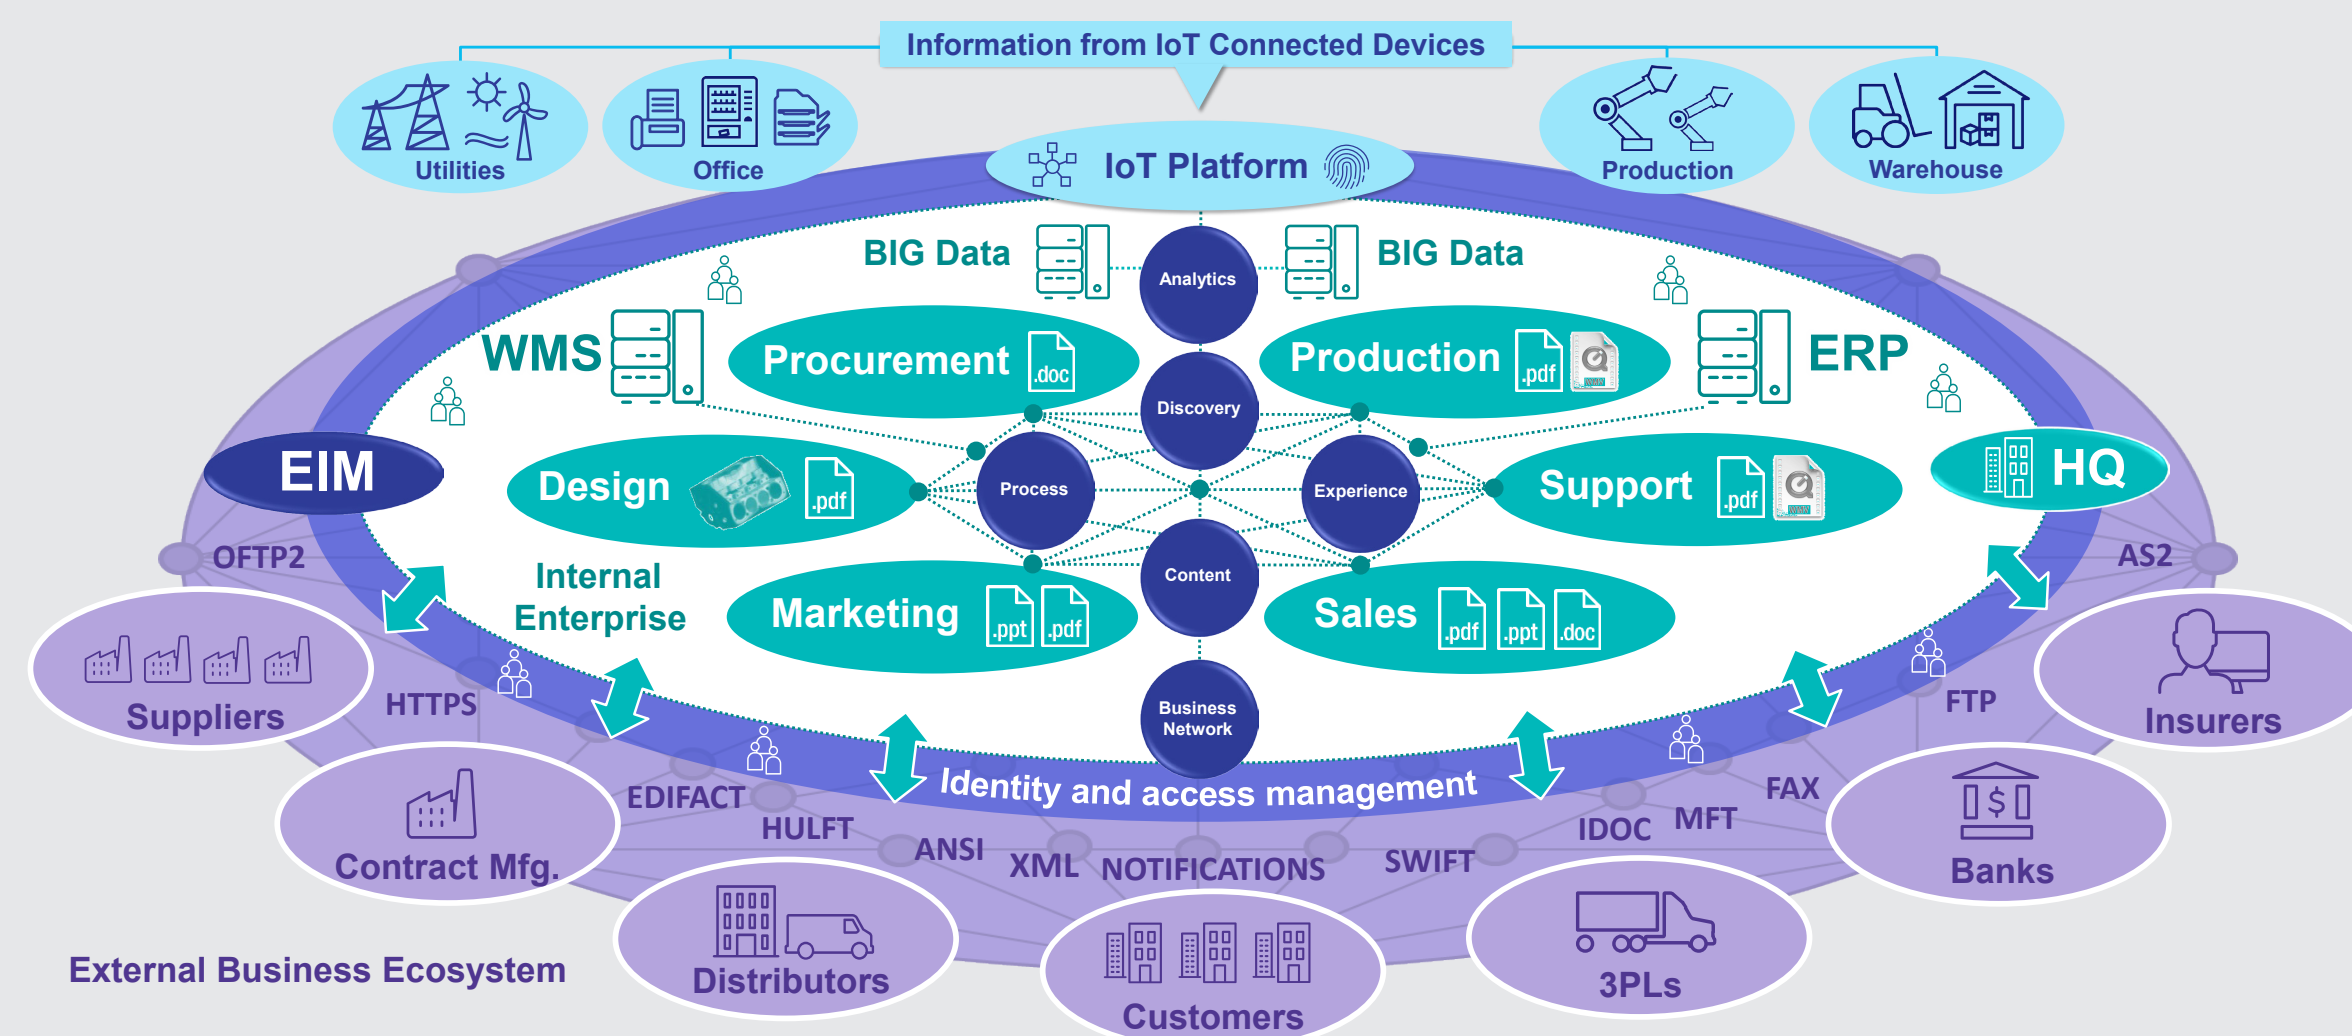 Information from IoT Connected Devices
Utilities
Office
Production
Warehouse
IoT Platform
BIG Data
BIG Data
Analytics
WMS
ERP
Procurement
.doc
Production
.pdf
Discovery
EIM
HQ
Design
.pdf
Process
Experience
Support
.pdf
Internal
Enterprise
Content
Marketing
.ppt
.pdf
Sales
.pdf
.ppt
.doc
Business
Network
Identity and access management
OFTP2
AS2
HTTPS
FTP
EDIFACT
HULFT
ANSI
XML
NOTIFICATIONS
SWIFT
IDOC
MFT
FAX
Suppliers
Insurers
Contract Mfg.
Banks
Distributors
3PLs
Customers
External Business Ecosystem